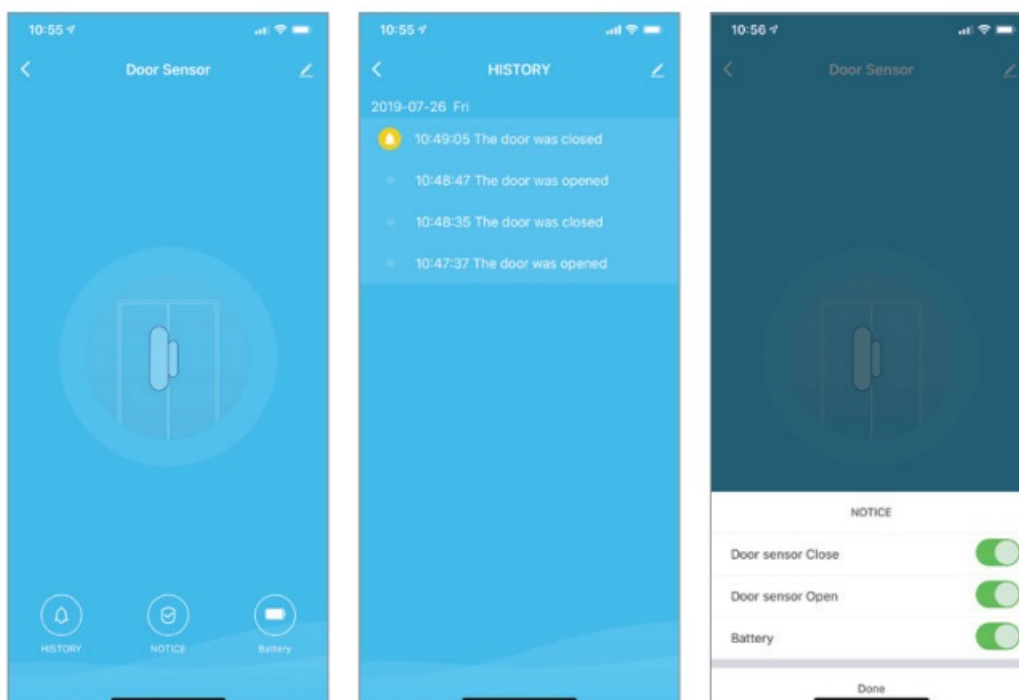 10:55
Door Sensor
HISTORY
NOTICE
Battery
10:55
HISTORY
2019-07-26 Fri
10:49:05 The door was closed
10:48:47 The door was opened
10:48:35 The door was closed
10:47:37 The door was opened
10:56
Door Sensor
NOTICE
Door sensor Close
Door sensor Open
Battery
Done